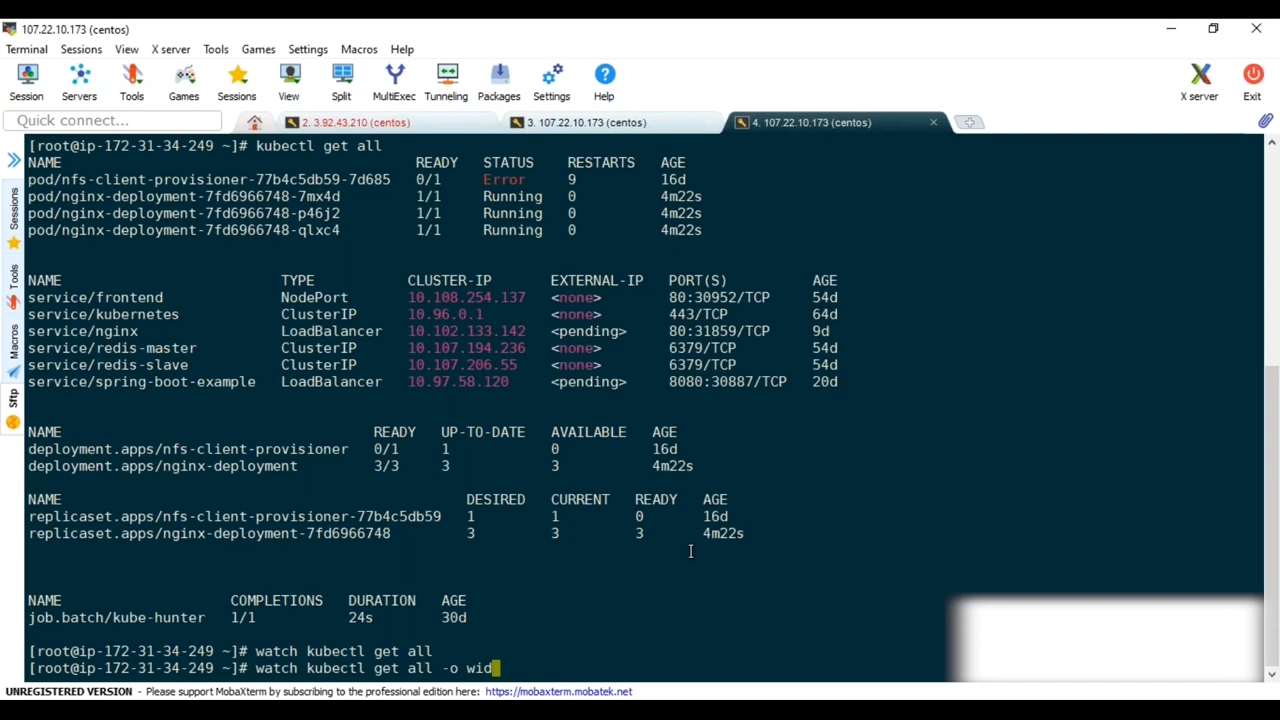 107.22.10.173 (centos)
Terminal Sessions View X server Tools Games Settings Macros Help
Session Servers Tools Games Sessions View Split MultiExec Tunneling Packages Settings Help X server Exit
Quick connect... 2. 3.92.43.210 (centos) 3. 107.22.10.173 (centos) 4. 107.22.10.173 (centos)
Sessions
Tools
Macros
Sftp
[root@ip-172-31-34-249 ~]# kubectl get all
NAME READY STATUS RESTARTS AGE
pod/nfs-client-provisioner-77b4c5db59-7d685 0/1 Error 9 16d
pod/nginx-deployment-7fd6966748-7mx4d 1/1 Running 0 4m22s
pod/nginx-deployment-7fd6966748-p46j2 1/1 Running 0 4m22s
pod/nginx-deployment-7fd6966748-qlxc4 1/1 Running 0 4m22s
NAME TYPE CLUSTER-IP EXTERNAL-IP PORT(S) AGE
service/frontend NodePort 10.108.254.137 <none> 80:30952/TCP 54d
service/kubernetes ClusterIP 10.96.0.1 <none> 443/TCP 64d
service/nginx LoadBalancer 10.102.133.142 <pending> 80:31859/TCP 9d
service/redis-master ClusterIP 10.107.194.236 <none> 6379/TCP 54d
service/redis-slave ClusterIP 10.107.206.55 <none> 6379/TCP 54d
service/spring-boot-example LoadBalancer 10.97.58.120 <pending> 8080:30887/TCP 20d
NAME READY UP-TO-DATE AVAILABLE AGE
deployment.apps/nfs-client-provisioner 0/1 1 0 16d
deployment.apps/nginx-deployment 3/3 3 3 4m22s
NAME DESIRED CURRENT READY AGE
replicaset.apps/nfs-client-provisioner-77b4c5db59 1 1 0 16d
replicaset.apps/nginx-deployment-7fd6966748 3 3 3 4m22s
NAME COMPLETIONS DURATION AGE
job.batch/kube-hunter 1/1 24s 30d
[root@ip-172-31-34-249 ~]# watch kubectl get all
[root@ip-172-31-34-249 ~]# watch kubectl get all -o wid
UNREGISTERED VERSION - Please support MobaXterm by subscribing to the professional edition here: https://mobaxterm.mobatek.net